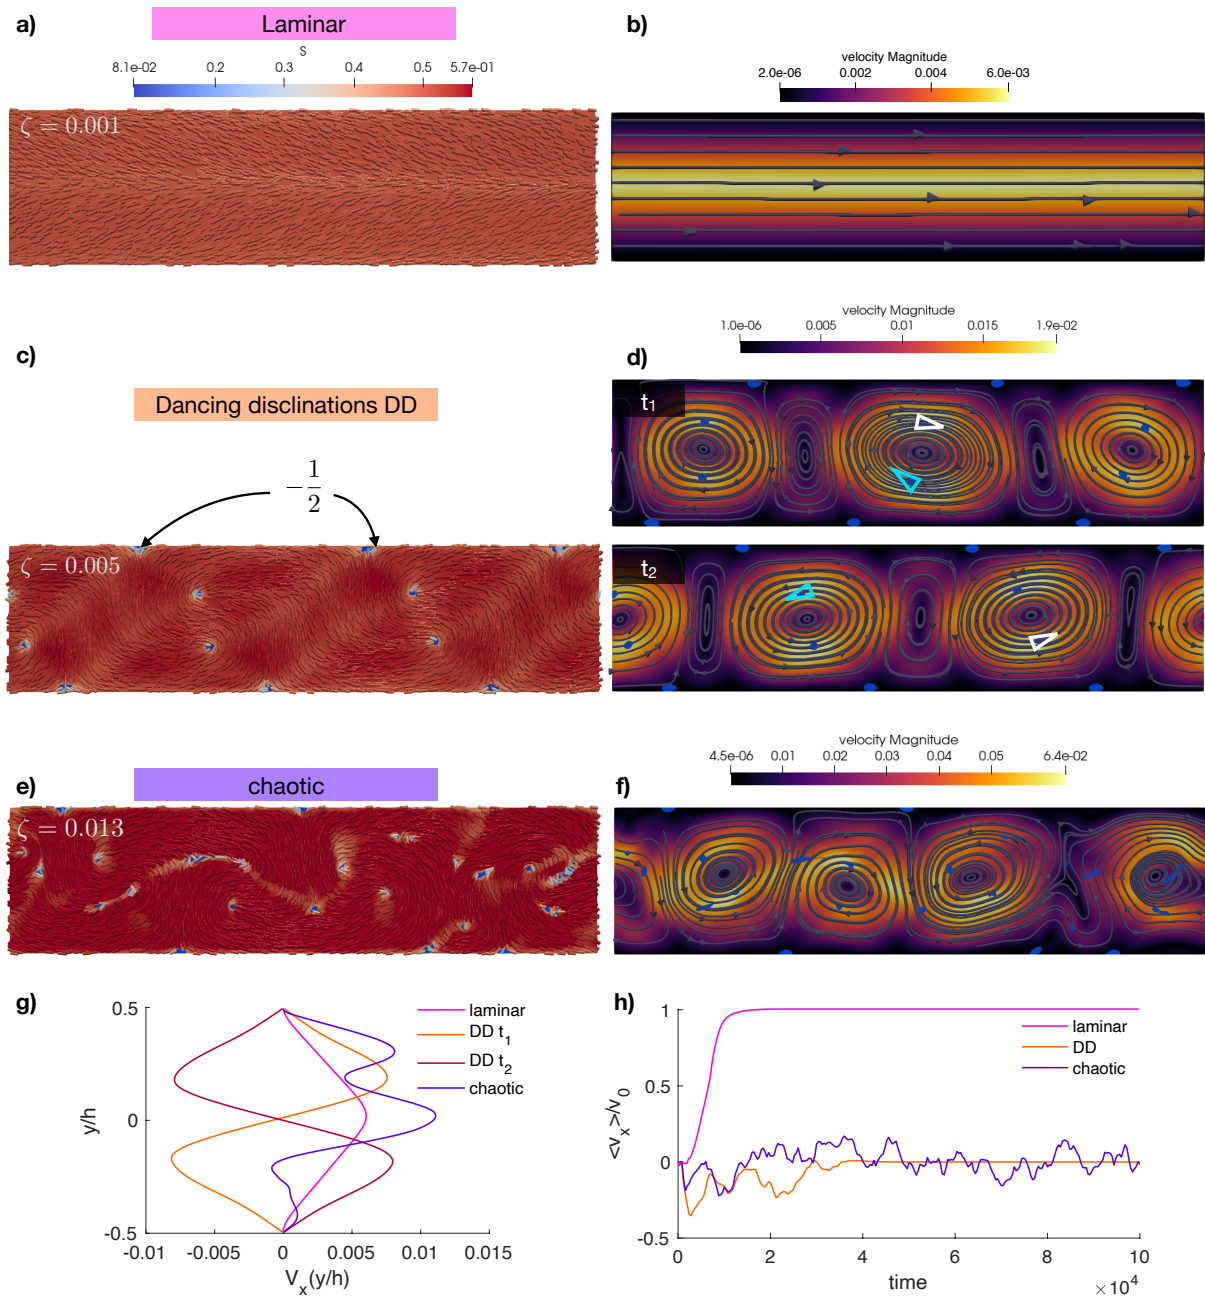 a)
Laminar
S
8.1e-02 0.2 0.3 0.4 0.5 5.7e-01
ζ = 0.001
b)
velocity Magnitude
2.0e-06 0.002 0.004 6.0e-03
c)
Dancing disclinations DD
-1/2
ζ = 0.005
d)
velocity Magnitude
1.0e-06 0.005 0.01 0.015 1.9e-02
t1
t2
e)
chaotic
ζ = 0.013
f)
velocity Magnitude
4.5e-06 0.01 0.02 0.03 0.04 0.05 6.4e-02
g)
0.5
0
-0.5
y/h
laminar
DD t1
DD t2
chaotic
-0.01 -0.005 0 0.005 0.01 0.015
Vx(y/h)
h)
1
0.5
0
-0.5
<vx>/v0
laminar
DD
chaotic
0 2 4 6 8 10
time
×10^4